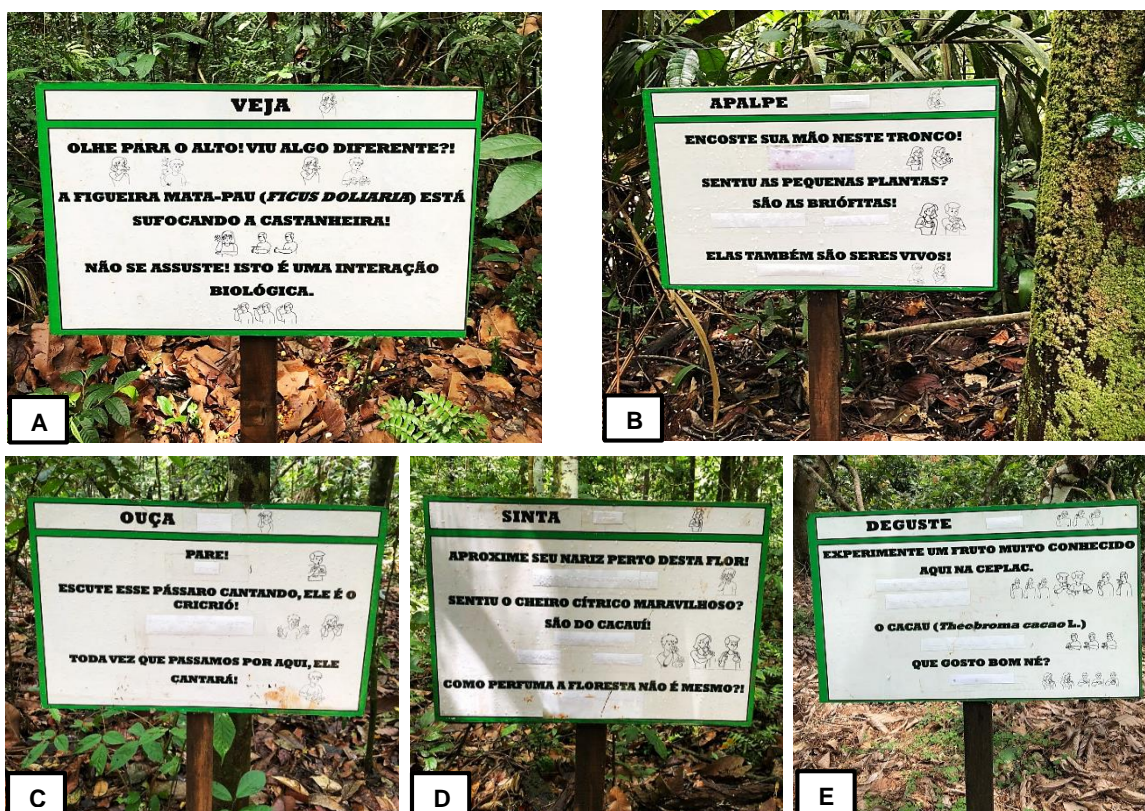 VEJA
OLHE PARA O ALTO! VIU ALGO DIFERENTE?!
A FIGUEIRA MATA-PAU (FICUS DOLIARIA) ESTÁ
SUFOCANDO A CASTANHEIRA!
NÃO SE ASSUSTE! ISTO É UMA INTERAÇÃO
BIOLÓGICA.
A
APALPE
ENCOSTE SUA MÃO NESTE TRONCO!
SENTIU AS PEQUENAS PLANTAS?
SÃO AS BRIÓFITAS!
ELAS TAMBÉM SÃO SERES VIVOS!
B
OUÇA
PARE!
ESCUTE ESSE PÁSSARO CANTANDO, ELE É O
CRICRIÓ!
TODA VEZ QUE PASSAMOS POR AQUI, ELE
CANTARÁ!
C
SINTA
APROXIME SEU NARIZ PERTO DESTA FLOR!
SENTIU O CHEIRO CÍTRICO MARAVILHOSO?
SÃO DO CACAUÍ!
COMO PERFUMA A FLORESTA NÃO É MESMO?!
D
DEGUSTE
EXPERIMENTE UM FRUTO MUITO CONHECIDO
AQUI NA CEPLAC.
O CACAU (Theobroma cacao L.)
QUE GOSTO BOM NÉ?
E